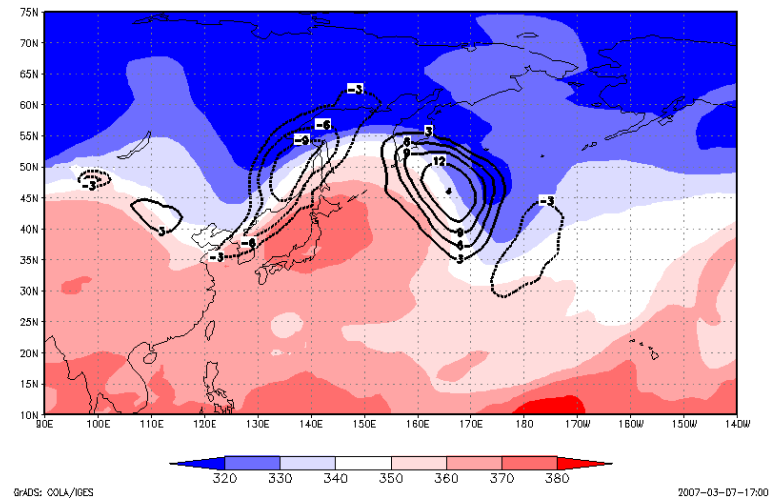 75N
70N
65N
60N
55N
50N
45N
40N
35N
30N
25N
20N
15N
10N
-3
-6
-9
3
6
9
12
-3
3
-3
-6
-3
9
6
3
90E 100E 110E 120E 130E 140E 150E 160E 170E 180 170W 160W 150W 140W
320 330 340 350 360 370 380
GrADS: COLA/IGES 2007-03-07-17:00